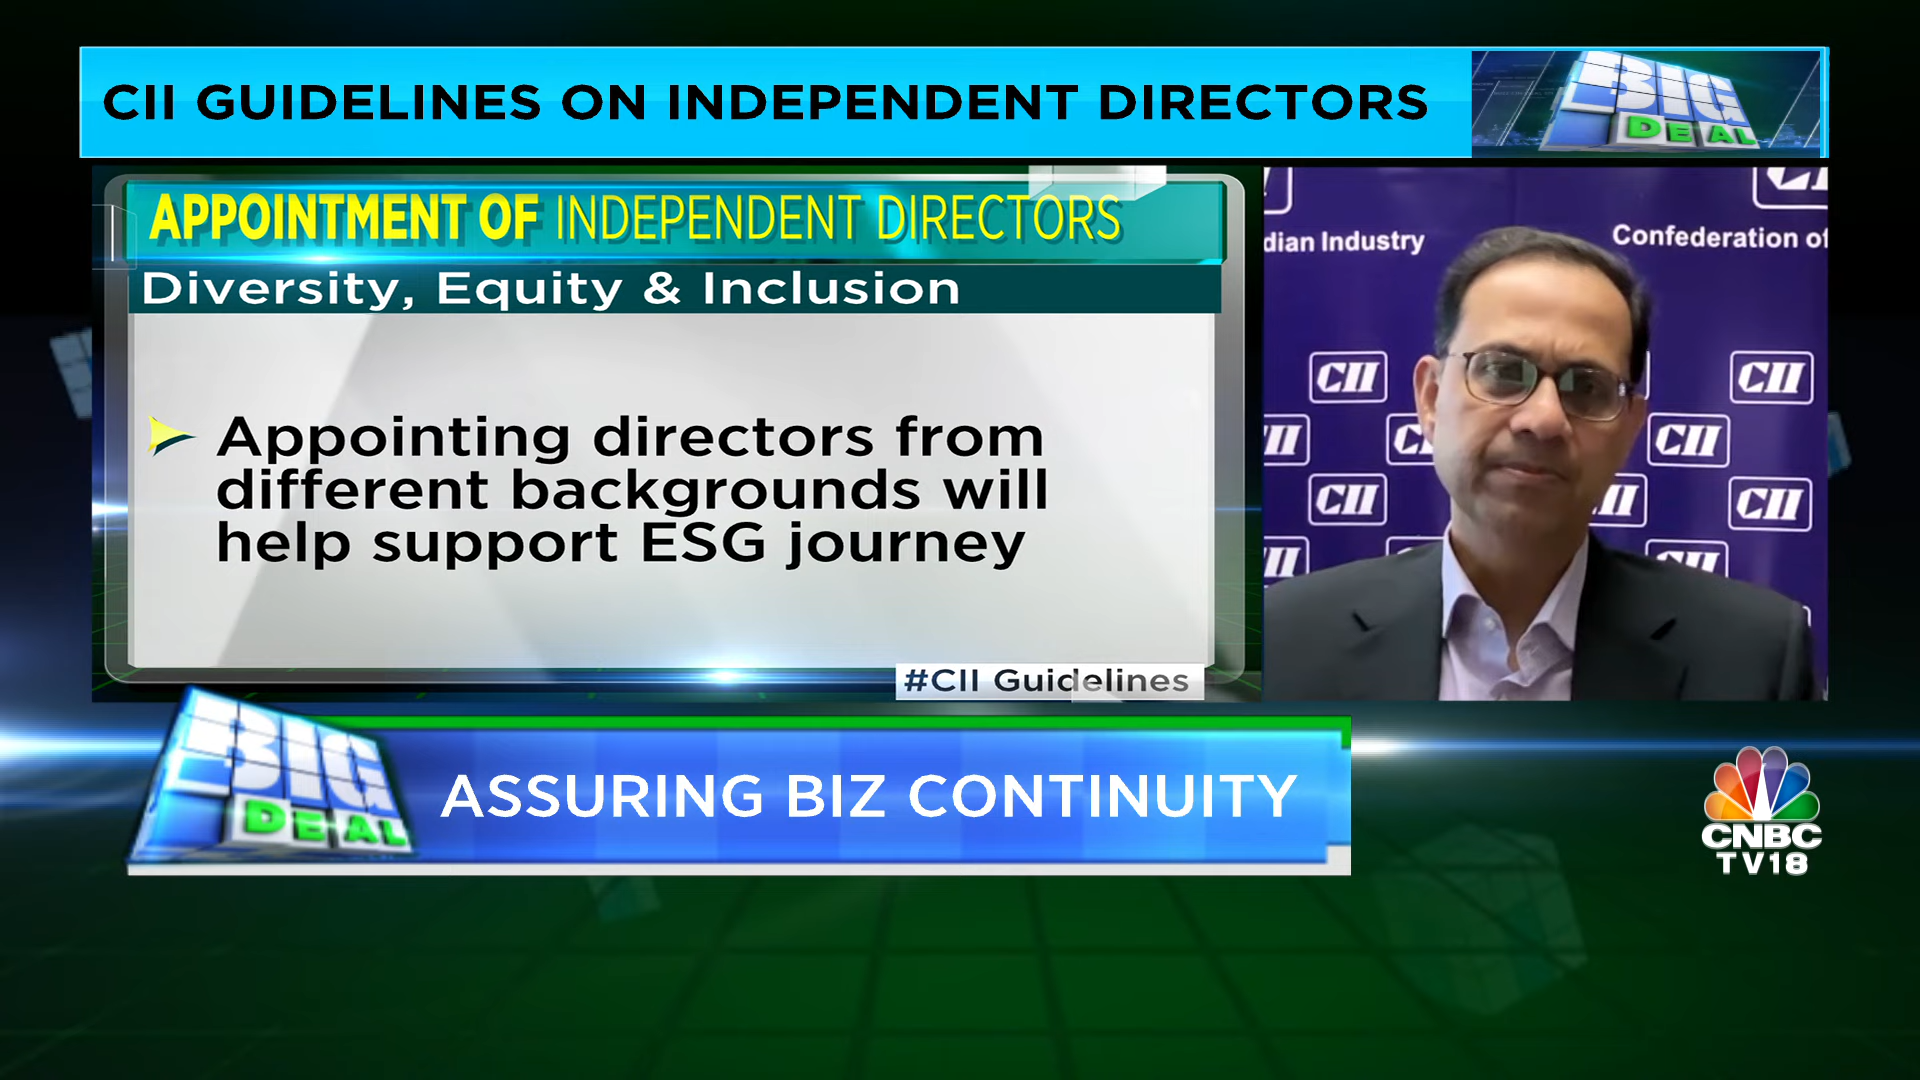 CII GUIDELINES ON INDEPENDENT DIRECTORS
BIG
DEAL
APPOINTMENT OF INDEPENDENT DIRECTORS
Diversity, Equity & Inclusion
Appointing directors from
different backgrounds will
help support ESG journey
#CII Guidelines
CII
dian Industry
Confederation of
CII
CII
CII
CII
CII
CII
BIG
DEAL
ASSURING BIZ CONTINUITY
CNBC
TV18